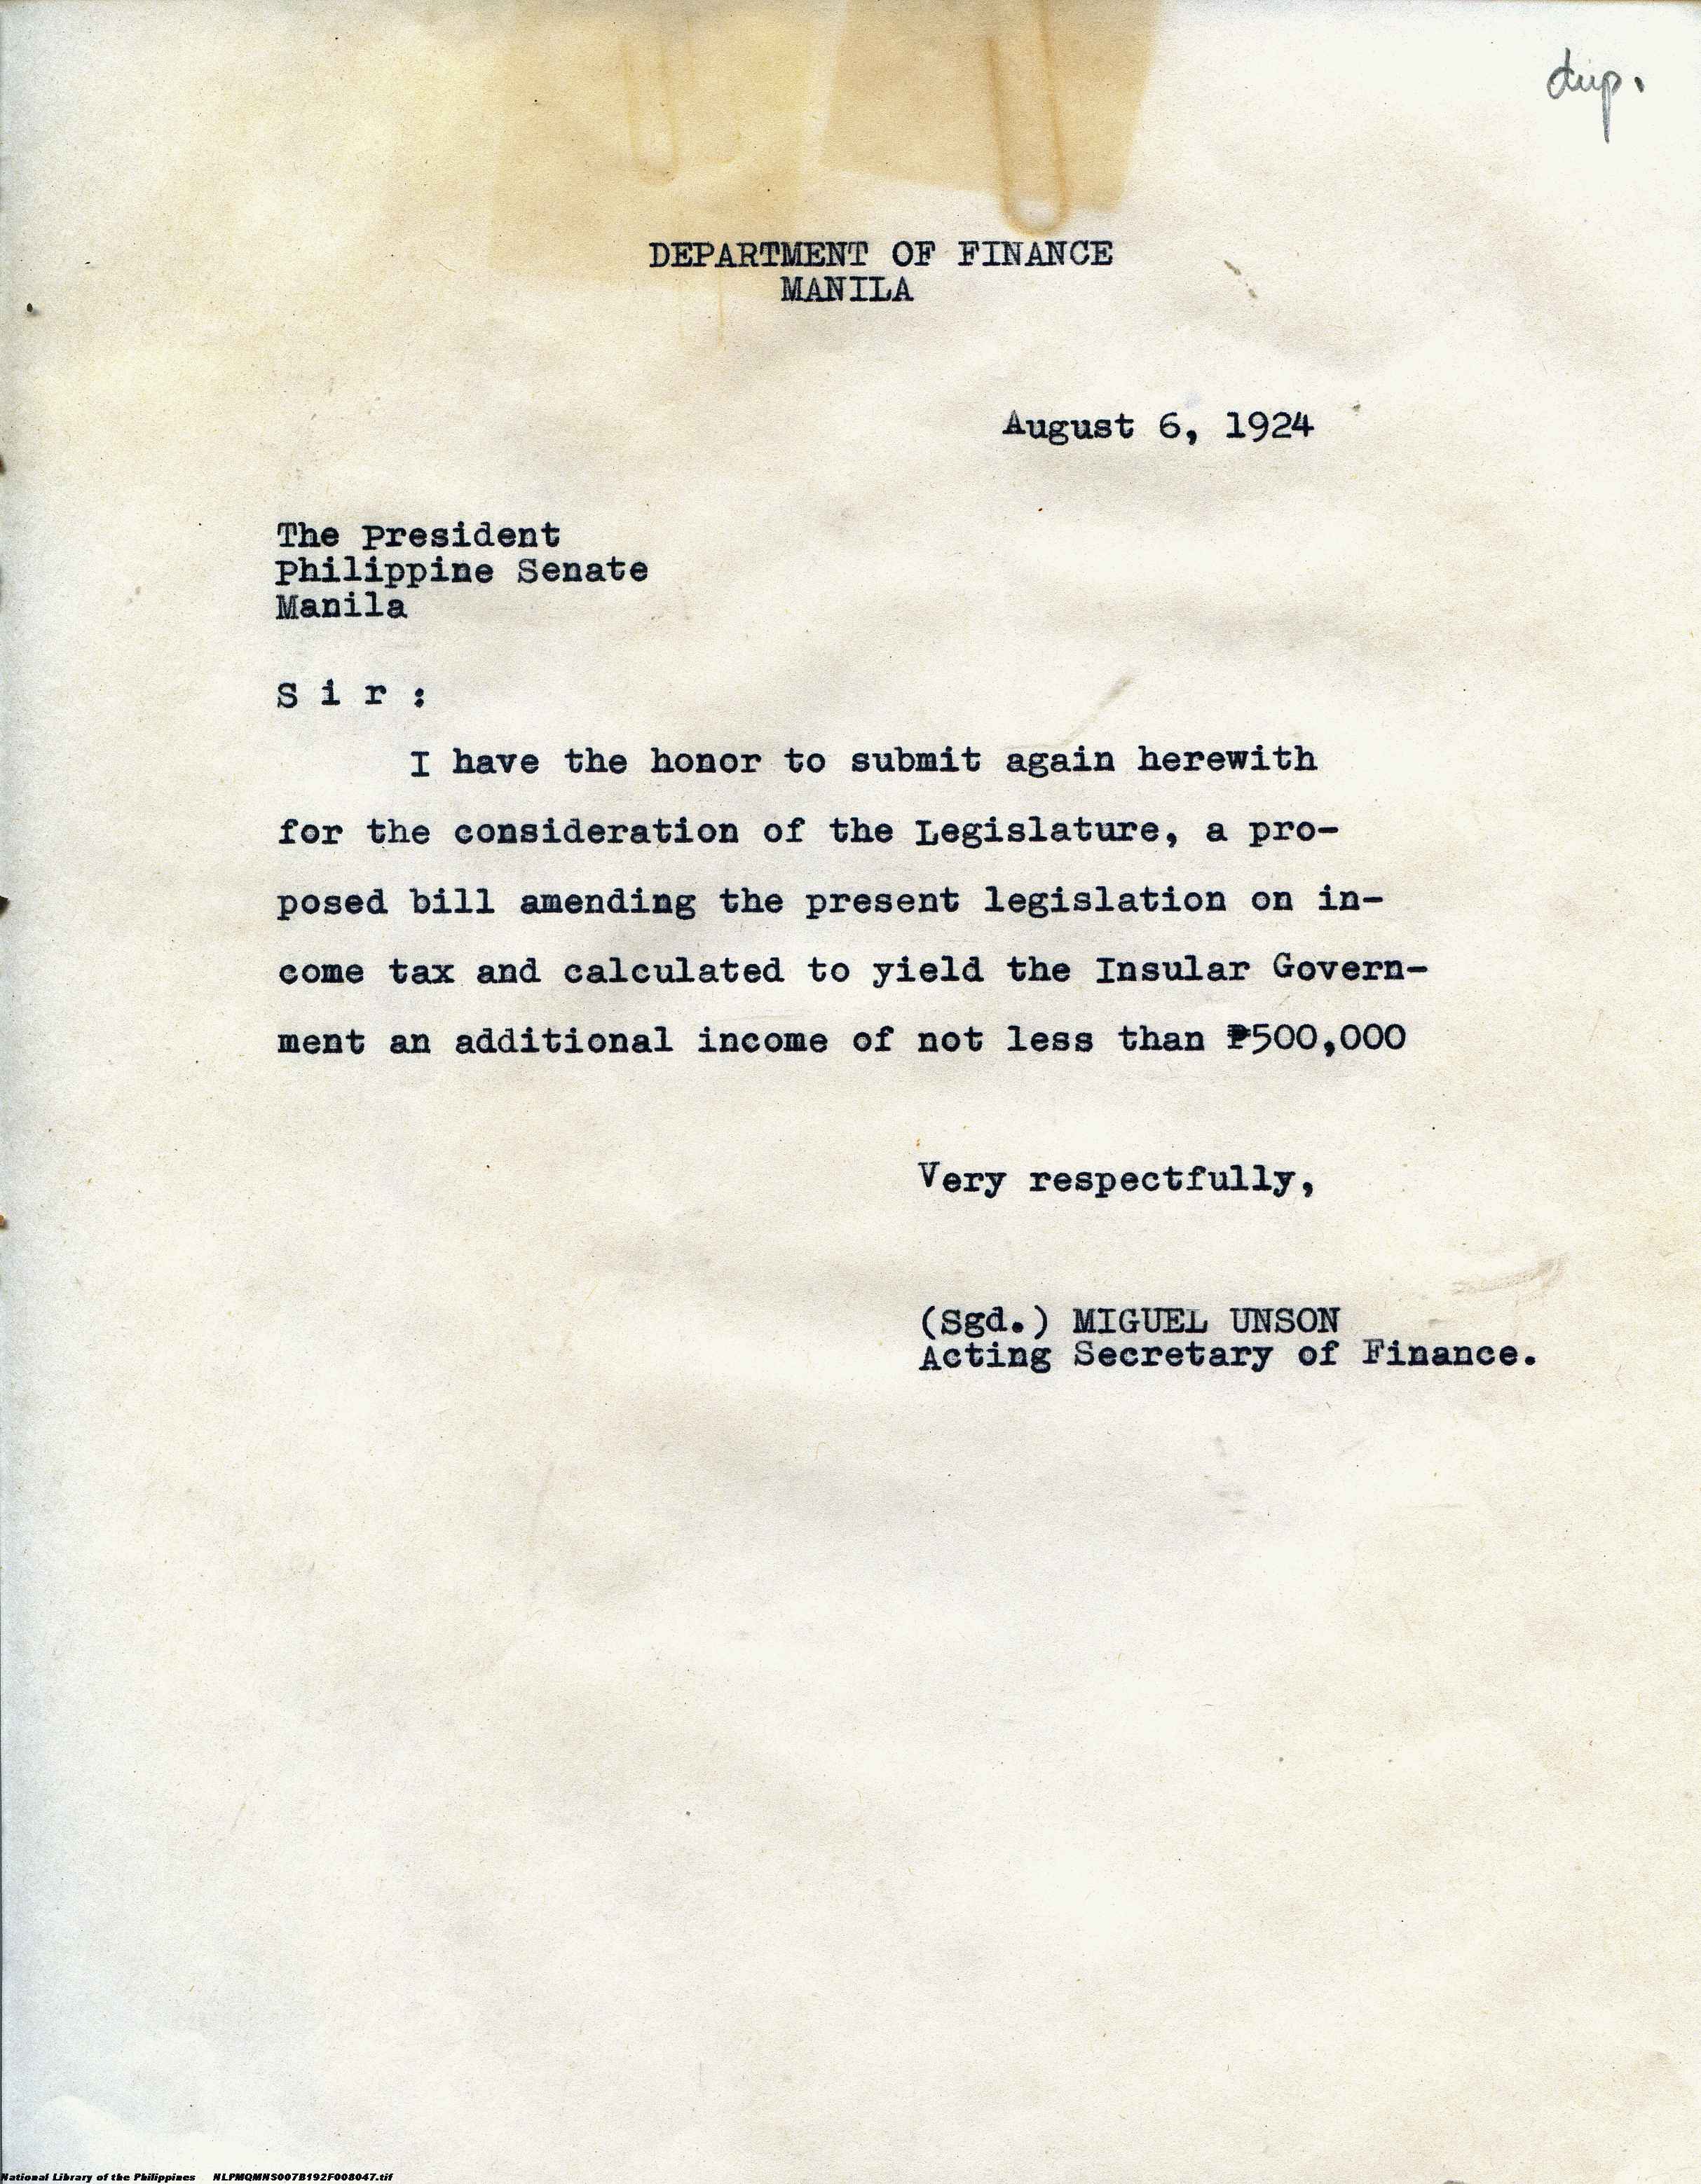 dup.
DEPARTMENT OF FINANCE
MANILA
August 6, 1924
The President
Philippine Senate
Manila
S i r :
I have the honor to submit again herewith
for the consideration of the Legislature, a pro-
posed bill amending the present legislation on in-
come tax and calculated to yield the Insular Govern-
ment an additional income of not less than ₱500,000
Very respectfully,
(Sgd.) MIGUEL UNSON
Acting Secretary of Finance.
National Library of the Philippines NLPMQMNS007B192F008047.tif